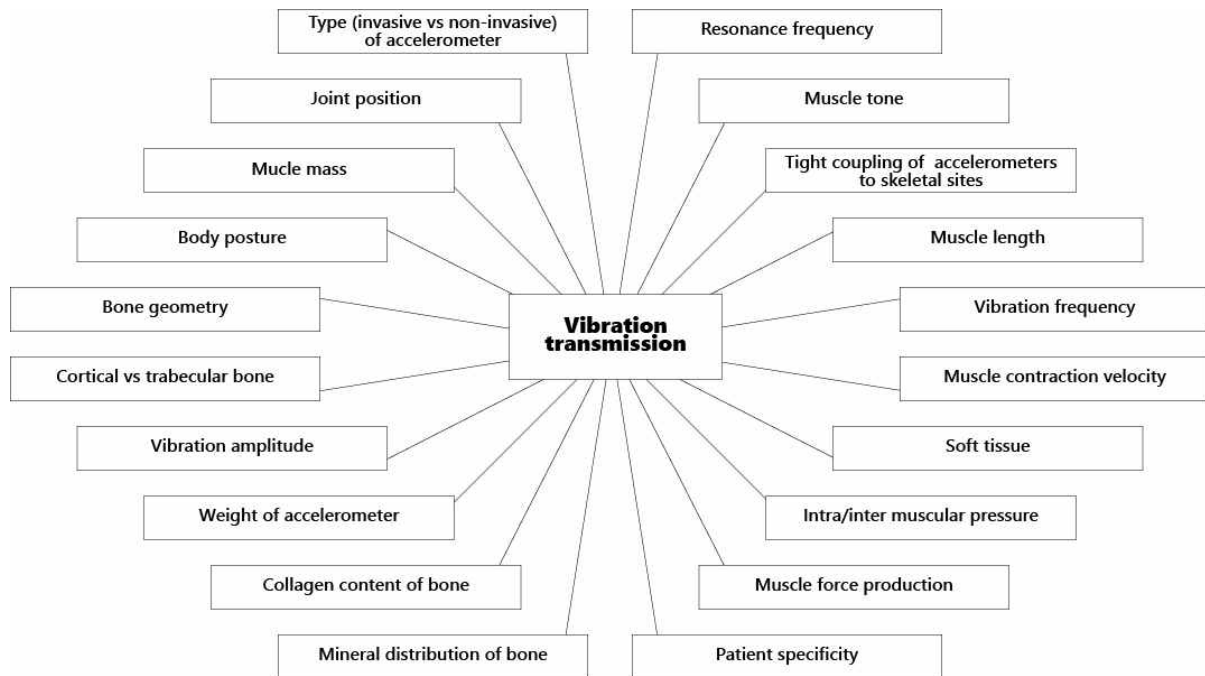 Type (invasive vs non-invasive)
of accelerometer
Resonance frequency
Joint position
Muscle tone
Mucle mass
Tight coupling of accelerometers
to skeletal sites
Body posture
Muscle length
Bone geometry
Vibration frequency
Vibration
transmission
Cortical vs trabecular bone
Muscle contraction velocity
Vibration amplitude
Soft tissue
Weight of accelerometer
Intra/inter muscular pressure
Collagen content of bone
Muscle force production
Mineral distribution of bone
Patient specificity